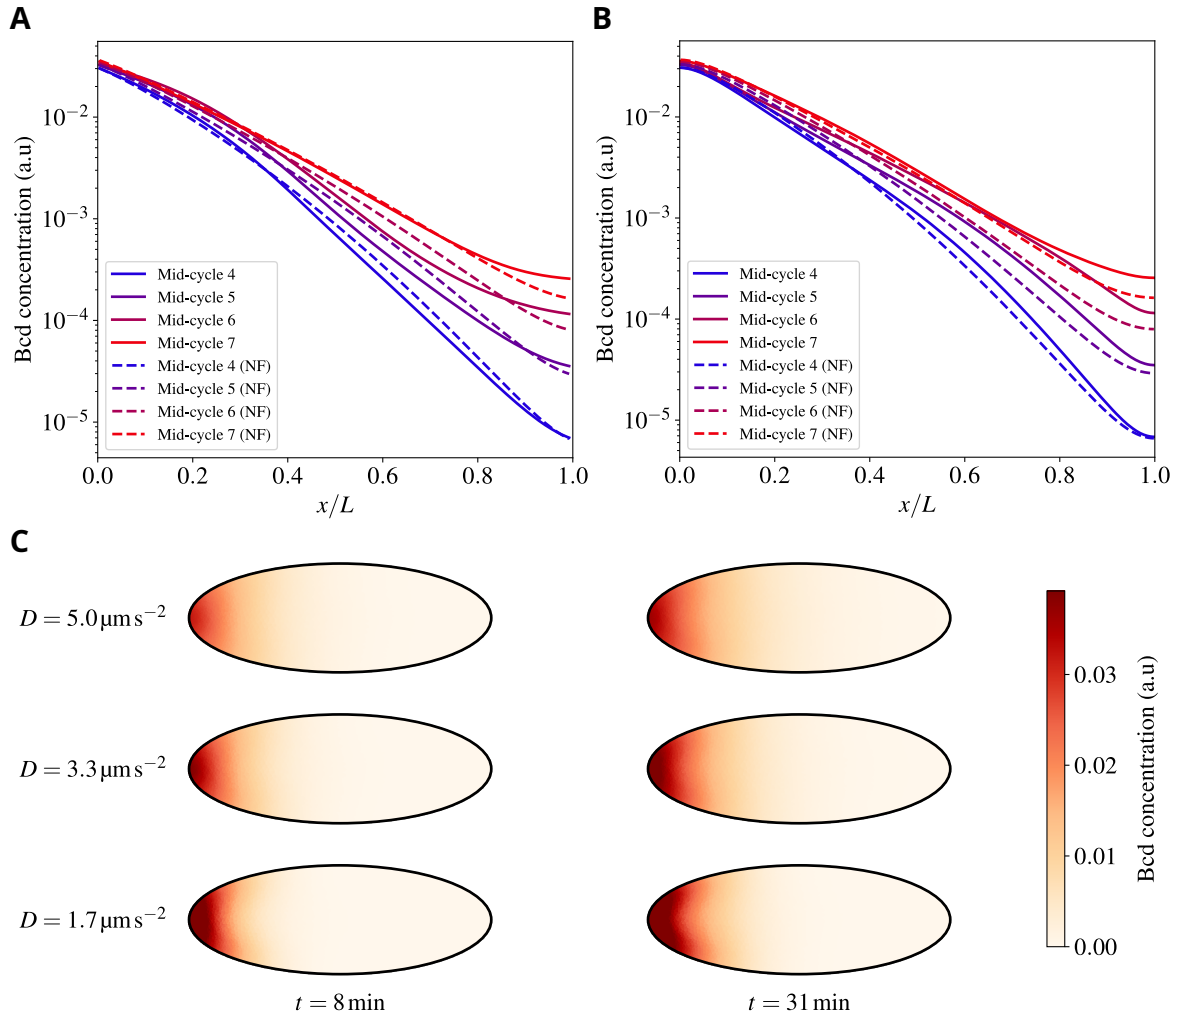 A
Bcd concentration (a.u)
10−2
10−3
10−4
10−5
Mid-cycle 4
Mid-cycle 5
Mid-cycle 6
Mid-cycle 7
Mid-cycle 4 (NF)
Mid-cycle 5 (NF)
Mid-cycle 6 (NF)
Mid-cycle 7 (NF)
0.0 0.2 0.4 0.6 0.8 1.0
x/L
B
Bcd concentration (a.u)
10−2
10−3
10−4
10−5
Mid-cycle 4
Mid-cycle 5
Mid-cycle 6
Mid-cycle 7
Mid-cycle 4 (NF)
Mid-cycle 5 (NF)
Mid-cycle 6 (NF)
Mid-cycle 7 (NF)
0.0 0.2 0.4 0.6 0.8 1.0
x/L
C
D = 5.0 μm s−2
D = 3.3 μm s−2
D = 1.7 μm s−2
t = 8 min
t = 31 min
0.03
0.02
0.01
0.00
Bcd concentration (a.u)